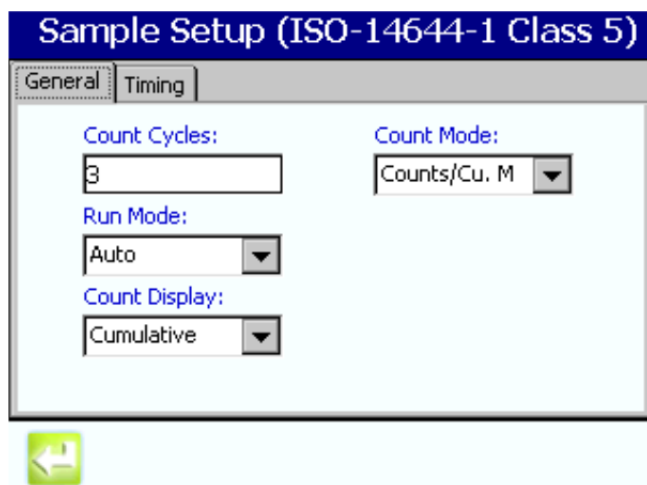 Sample Setup (ISO-14644-1 Class 5)
General Timing
Count Cycles: Count Mode:
3 Counts/Cu. M
Run Mode:
Auto
Count Display:
Cumulative